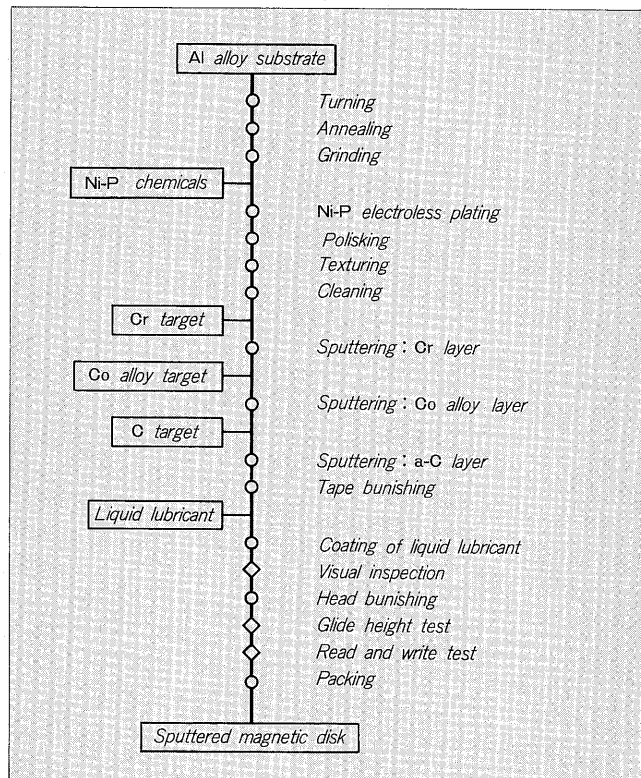 Al alloy substrate
Turning
Annealing
Grinding
Ni-P chemicals
Ni-P electroless plating
Polisking
Texturing
Cleaning
Cr target
Sputtering : Cr layer
Co alloy target
Sputtering : Co alloy layer
C target
Sputtering : a-C layer
Tape bunishing
Liquid lubricant
Coating of liquid lubricant
Visual inspection
Head bunishing
Glide height test
Read and write test
Packing
Sputtered magnetic disk